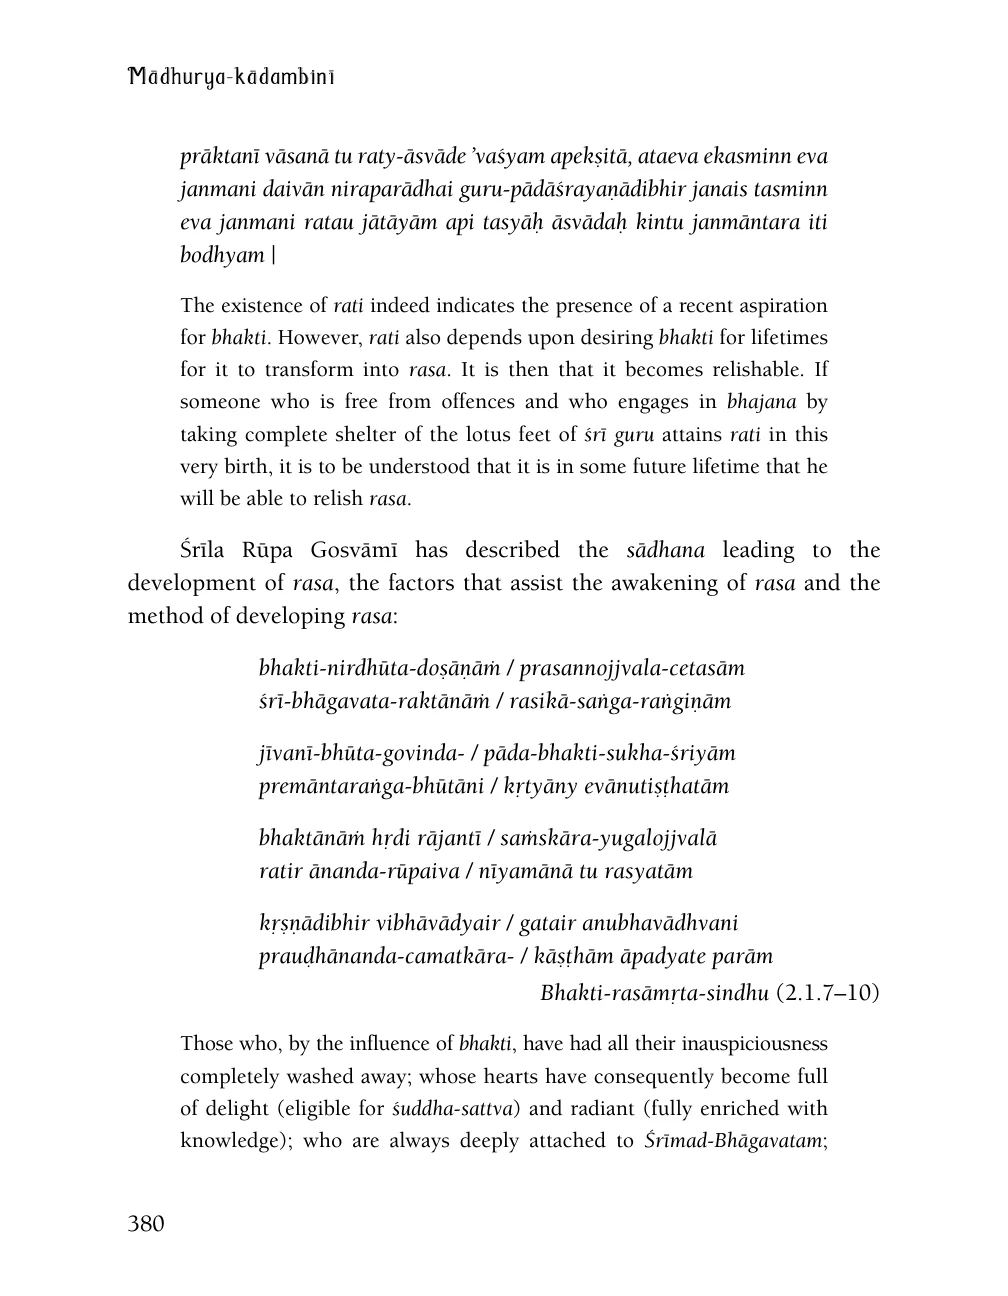 Mādhurya-kādambinī
prāktanī vāsanā tu raty-āsvāde ’vaśyam apekṣitā, ataeva ekasminn eva
janmani daivān niraparādhai guru-pādāśrayaṇādibhir janais tasminn
eva janmani ratau jātāyām api tasyāḥ āsvādaḥ kintu janmāntara iti
bodhyam |
The existence of rati indeed indicates the presence of a recent aspiration
for bhakti. However, rati also depends upon desiring bhakti for lifetimes
for it to transform into rasa. It is then that it becomes relishable. If
someone who is free from offences and who engages in bhajana by
taking complete shelter of the lotus feet of śrī guru attains rati in this
very birth, it is to be understood that it is in some future lifetime that he
will be able to relish rasa.
Śrīla Rūpa Gosvāmī has described the sādhana leading to the
development of rasa, the factors that assist the awakening of rasa and the
method of developing rasa:
bhakti-nirdhūta-doṣāṇāṁ / prasannojjvala-cetasām
śrī-bhāgavata-raktānāṁ / rasikā-saṅga-raṅgiṇām
jīvanī-bhūta-govinda- / pāda-bhakti-sukha-śriyām
premāntaraṅga-bhūtāni / kṛtyāny evānutiṣṭhatām
bhaktānāṁ hṛdi rājantī / saṁskāra-yugalojjvalā
ratir ānanda-rūpaiva / nīyamānā tu rasyatām
kṛṣṇādibhir vibhāvādyair / gatair anubhavādhvani
prauḍhānanda-camatkāra- / kāṣṭhām āpadyate parām
Bhakti-rasāmṛta-sindhu (2.1.7–10)
Those who, by the influence of bhakti, have had all their inauspiciousness
completely washed away; whose hearts have consequently become full
of delight (eligible for śuddha-sattva) and radiant (fully enriched with
knowledge); who are always deeply attached to Śrīmad-Bhāgavatam;
380